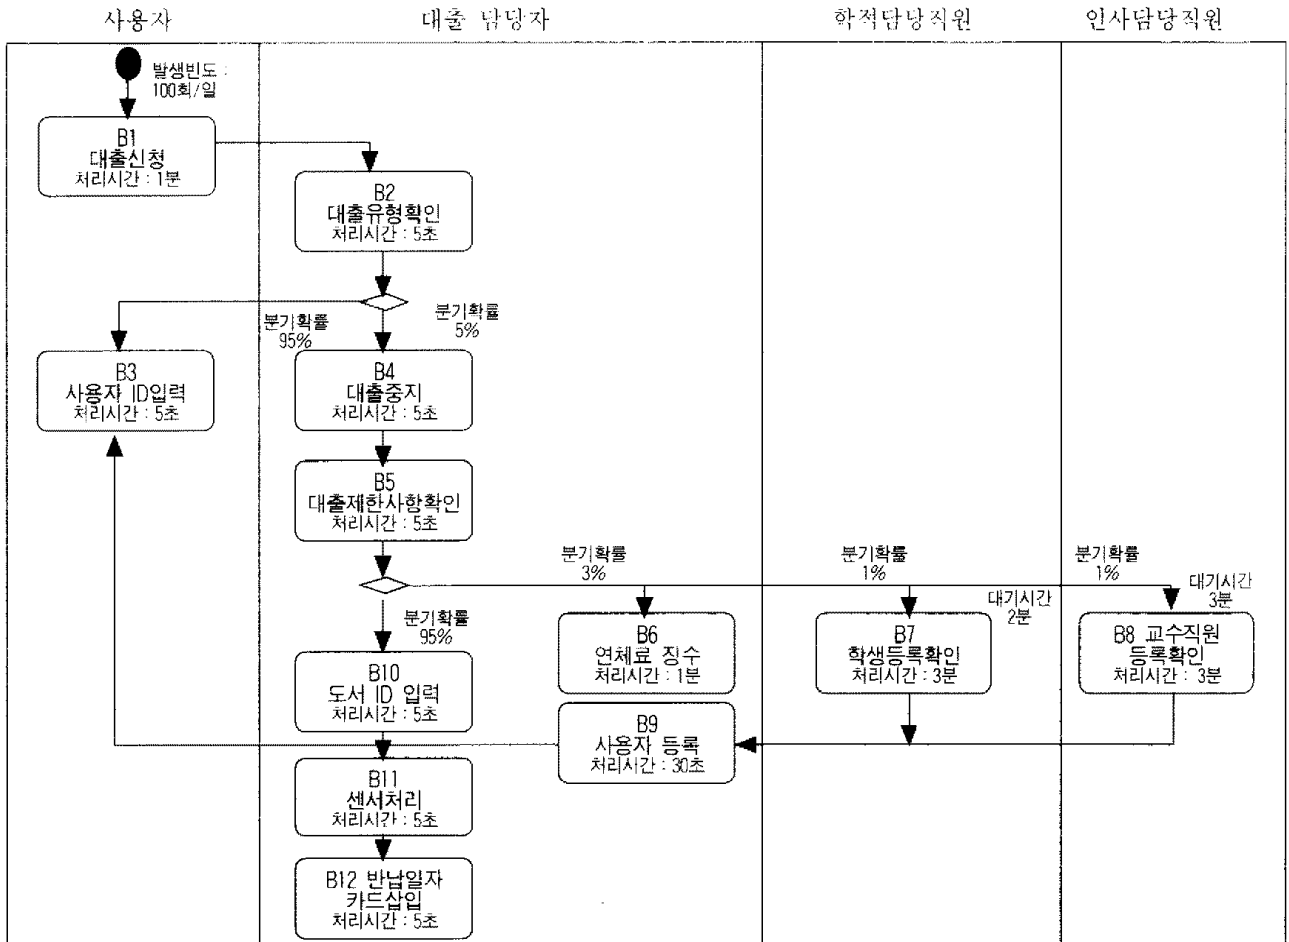 사용자
대출 담당자
학적담당직원
인사담당직원
발생빈도 :
100회/일
B1
대출신청
처리시간 : 1분
B2
대출유형확인
처리시간 : 5초
분기확률
95%
분기확률
5%
B3
사용자 ID입력
처리시간 : 5초
B4
대출중지
처리시간 : 5초
B5
대출제한사항확인
처리시간 : 5초
분기확률
3%
분기확률
1%
분기확률
1%
대기시간
2분
대기시간
3분
분기확률
95%
B6
연체료 징수
처리시간 : 1분
B7
학생등록확인
처리시간 : 3분
B8 교수직원
등록확인
처리시간 : 3분
B10
도서 ID 입력
처리시간 : 5초
B9
사용자 등록
처리시간 : 30초
B11
센서처리
처리시간 : 5초
B12 반납일자
카드삽입
처리시간 : 5초